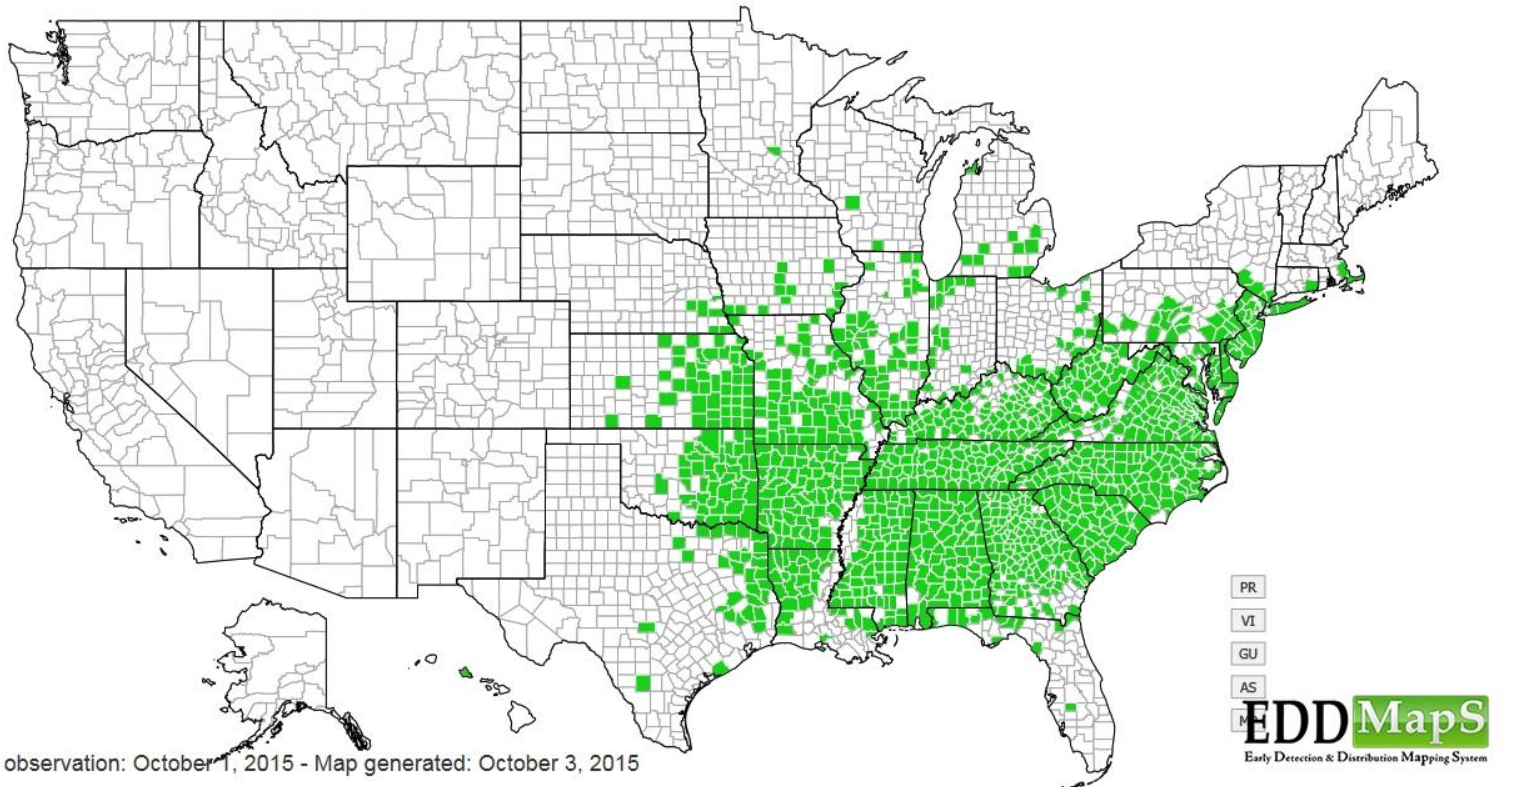 PR
VI
GU
AS
EDDMapS
Early Detection & Distribution Mapping System
observation: October 1, 2015 - Map generated: October 3, 2015